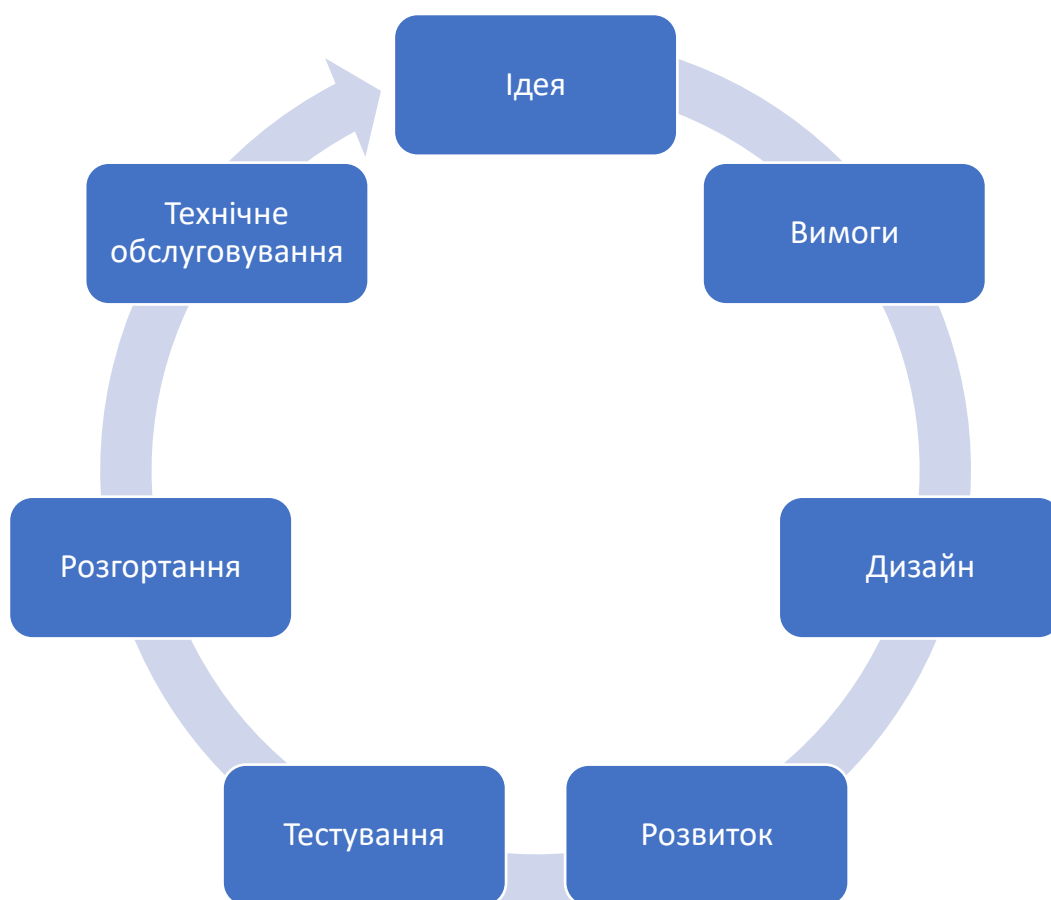 Ідея
Вимоги
Дизайн
Розвиток
Тестування
Розгортання
Технічне
обслуговування